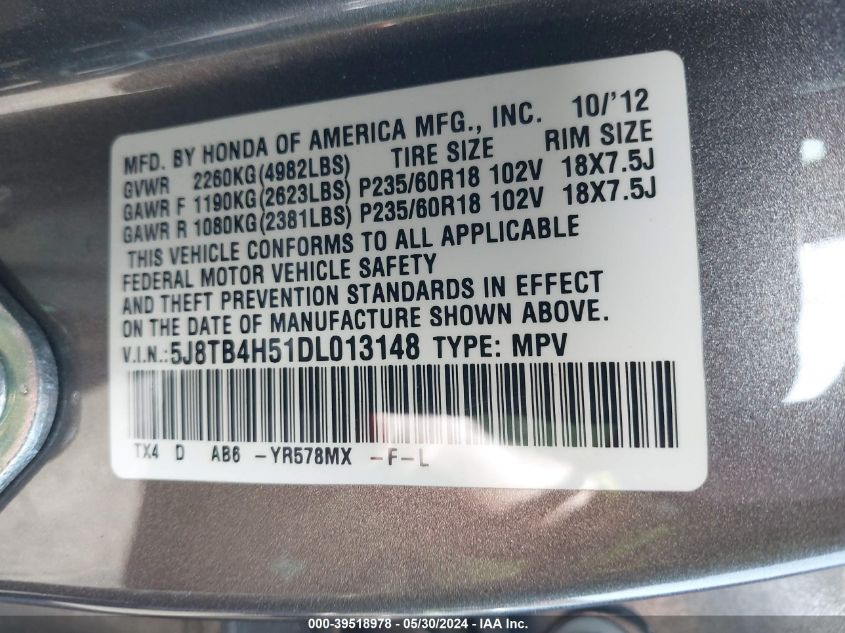 MFD. BY HONDA OF AMERICA MFG., INC. 10/'12
GVWR 2260KG(4982LBS) TIRE SIZE RIM SIZE
GAWR F 1190KG(2623LBS) P235/60R18 102V 18X7.5J
GAWR R 1080KG(2381LBS) P235/60R18 102V 18X7.5J
THIS VEHICLE CONFORMS TO ALL APPLICABLE
FEDERAL MOTOR VEHICLE SAFETY
AND THEFT PREVENTION STANDARDS IN EFFECT
ON THE DATE OF MANUFACTURE SHOWN ABOVE.
V.I.N.:5J8TB4H51DL013148 TYPE: MPV
TX4 D AB6 -YR578MX -F-L
000-39518978 - 05/30/2024 - IAA Inc.